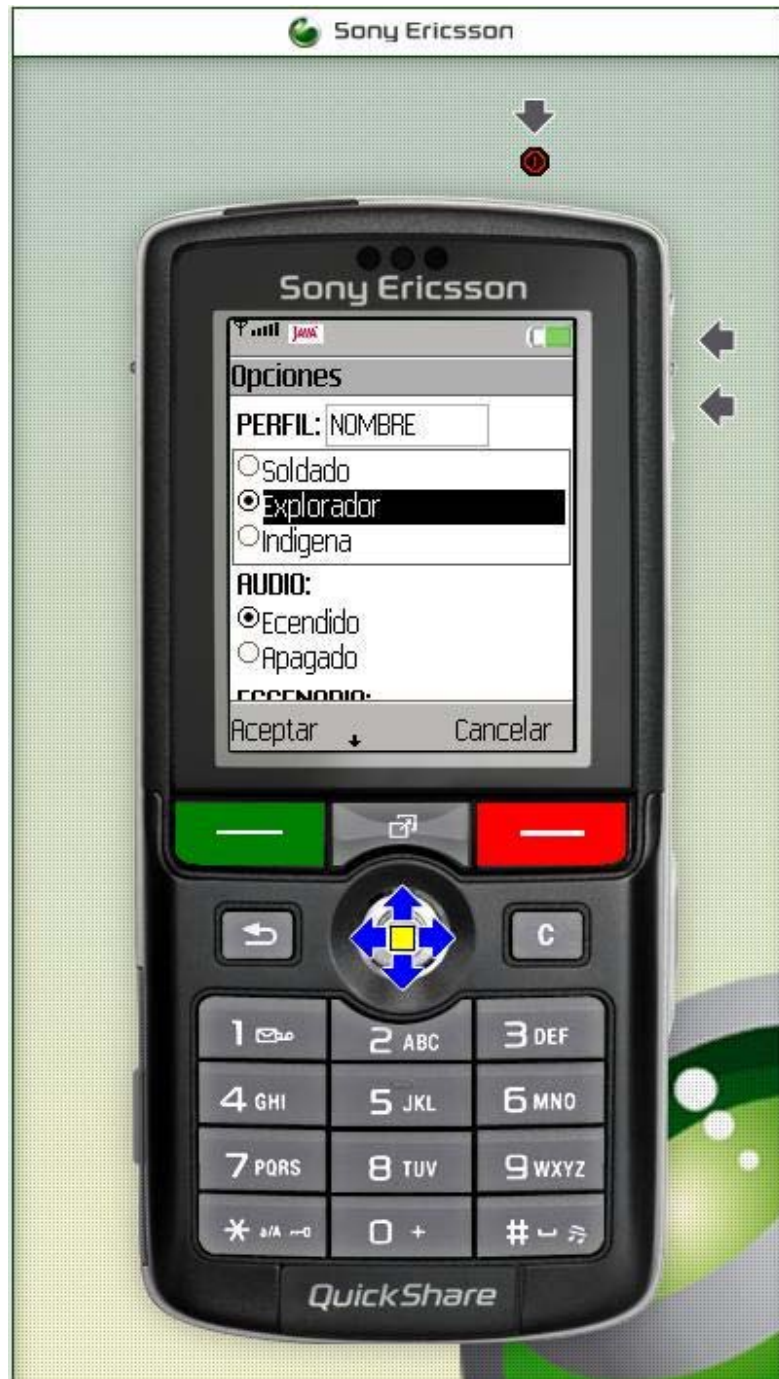 Sony Ericsson
Sony Ericsson
JAVA
Opciones
PERFIL: NOMBRE
Soldado
Explorador
Indigena
AUDIO:
Ecendido
Apagado
Aceptar Cancelar
C
1
2 ABC
3 DEF
4 GHI
5 JKL
6 MNO
7 PQRS
8 TUV
9 WXYZ
* a/A
0 +
#
QuickShare